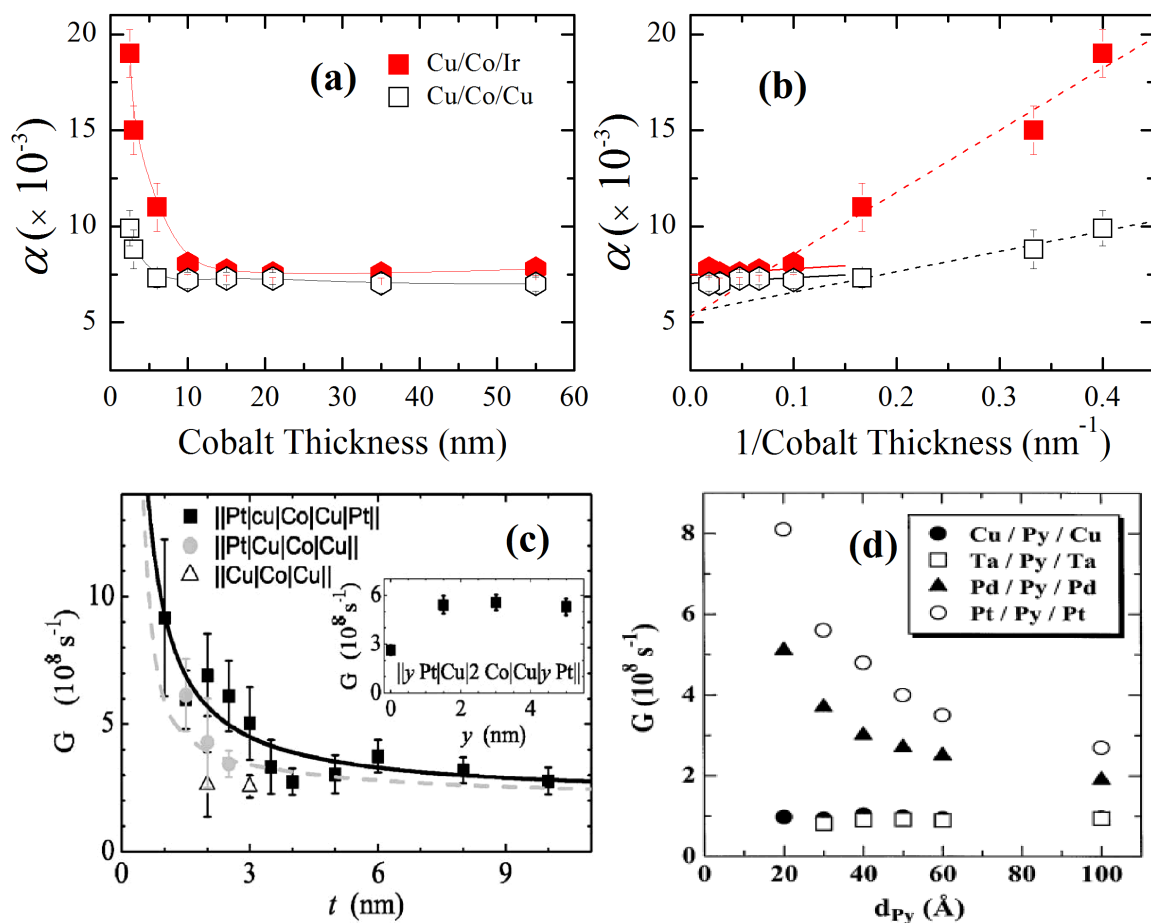 20
15
10
5
α (× 10⁻³)
(a)
Cu/Co/Ir
Cu/Co/Cu
0 10 20 30 40 50 60
Cobalt Thickness (nm)
20
15
10
5
α (× 10⁻³)
(b)
0.0 0.1 0.2 0.3 0.4
1/Cobalt Thickness (nm⁻¹)
10
5
0
G (10⁸ s⁻¹)
||Pt|cu|Co|Cu|Pt||
||Pt|Cu|Co|Cu||
||Cu|Co|Cu||
(c)
6
3
0
G (10⁸ s⁻¹)
||y Pt|Cu|2 Co|Cu|y Pt||
0 2 4
y (nm)
0 3 6 9
t (nm)
8
6
4
2
0
G (10⁸ s⁻¹)
(d)
Cu / Py / Cu
Ta / Py / Ta
Pd / Py / Pd
Pt / Py / Pt
0 20 40 60 80 100
d_Py (Å)